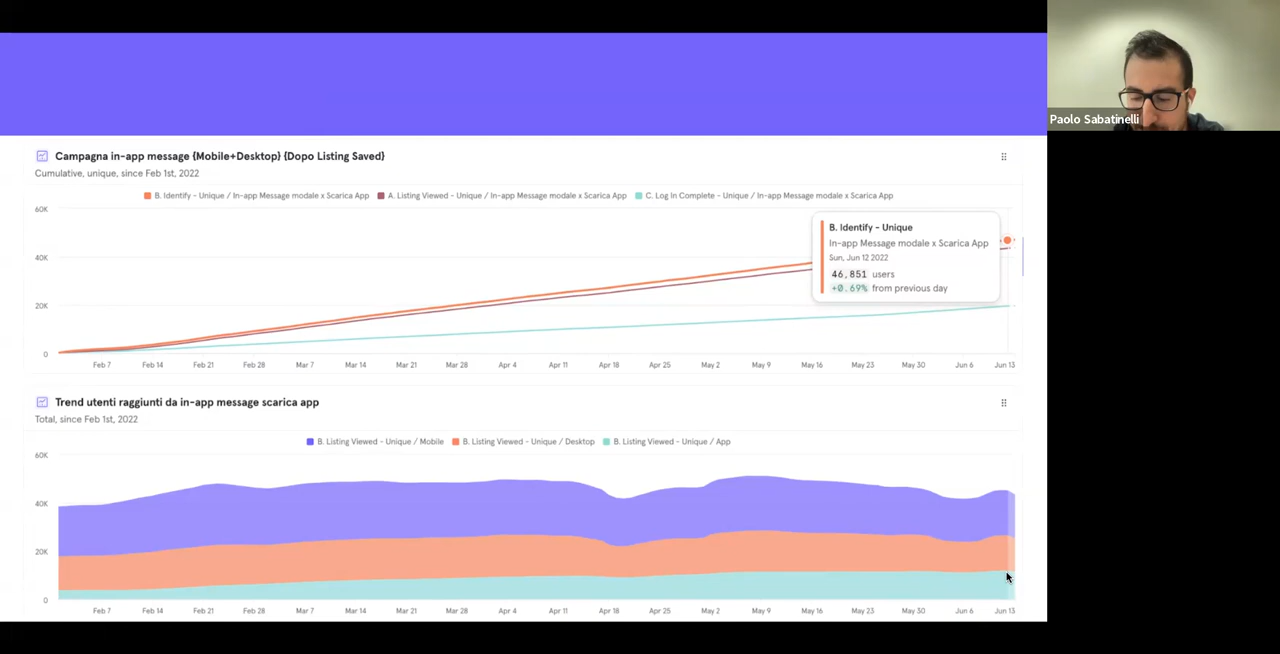 Paolo Sabatinelli
Campagna in-app message {Mobile+Desktop} {Dopo Listing Saved}
Cumulative, unique, since Feb 1st, 2022
B. Identify - Unique / In-app Message modale x Scarica App A. Listing Viewed - Unique / In-app Message modale x Scarica App C. Log In Complete - Unique / In-app Message modale x Scarica App
60K
40K
20K
0
B. Identify - Unique
In-app Message modale x Scarica App
Sun, Jun 12 2022
46,851 users
+0.69% from previous day
Feb 7 Feb 14 Feb 21 Feb 28 Mar 7 Mar 14 Mar 21 Mar 28 Apr 4 Apr 11 Apr 18 Apr 25 May 2 May 9 May 16 May 23 May 30 Jun 6 Jun 13
Trend utenti raggiunti da in-app message scarica app
Total, since Feb 1st, 2022
B. Listing Viewed - Unique / Mobile B. Listing Viewed - Unique / Desktop B. Listing Viewed - Unique / App
60K
40K
20K
0
Feb 7 Feb 14 Feb 21 Feb 28 Mar 7 Mar 14 Mar 21 Mar 28 Apr 4 Apr 11 Apr 18 Apr 25 May 2 May 9 May 16 May 23 May 30 Jun 6 Jun 13